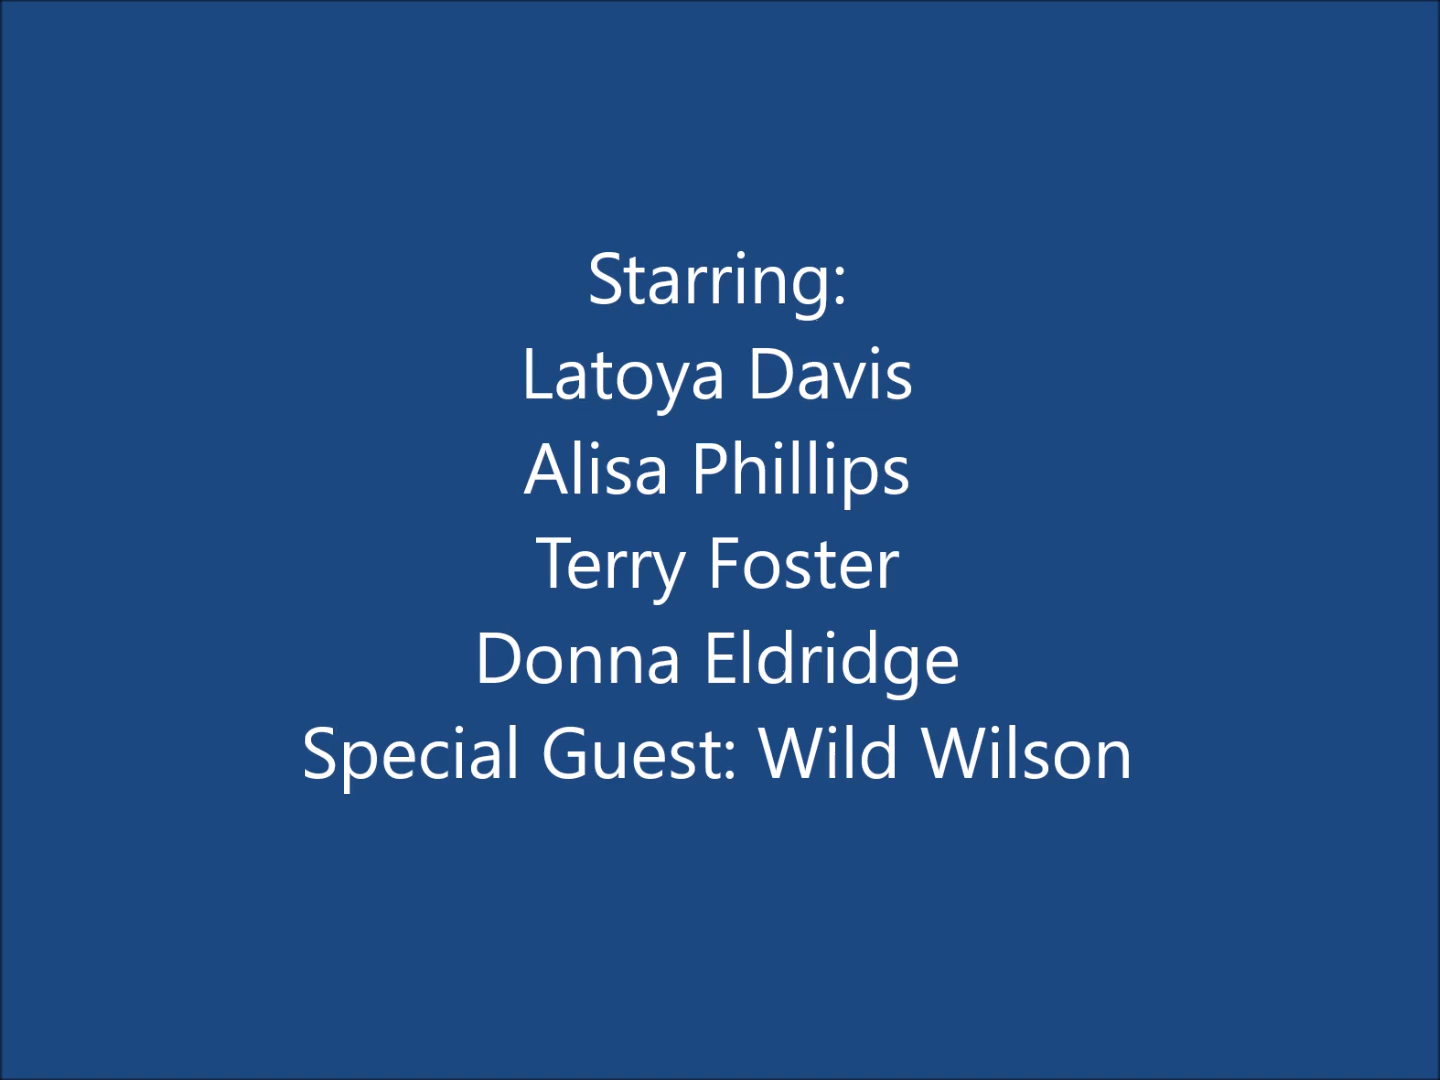 Starring:
Latoya Davis
Alisa Phillips
Terry Foster
Donna Eldridge
Special Guest: Wild Wilson